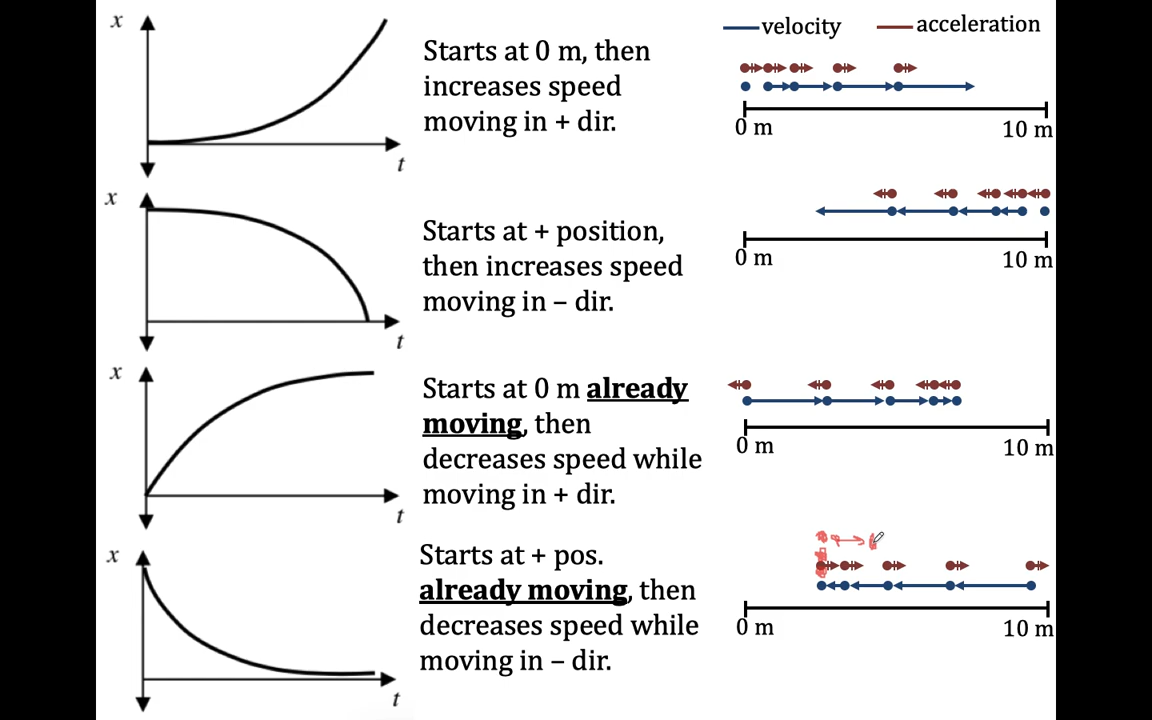 x
t
Starts at 0 m, then
increases speed
moving in + dir.
velocity
acceleration
0 m
10 m
x
t
Starts at + position,
then increases speed
moving in – dir.
0 m
10 m
x
t
Starts at 0 m already
moving, then
decreases speed while
moving in + dir.
0 m
10 m
x
t
Starts at + pos.
already moving, then
decreases speed while
moving in – dir.
0 m
10 m